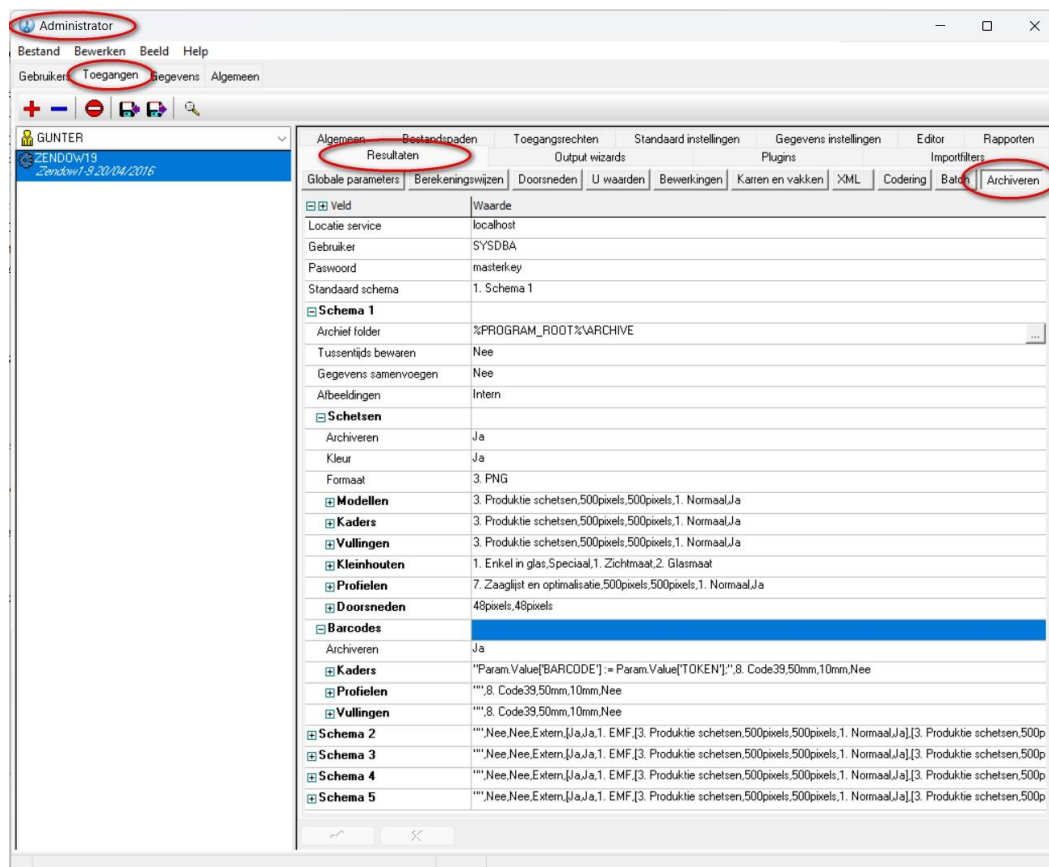 Administrator
Bestand Bewerken Beeld Help
Gebruikers Toegangen Gegevens Algemeen
GUNTER
ZENDOW19
Zendow1-9 20/04/2016
Algemeen Bestandspaden Toegangsrechten Standaard instellingen Gegevens instellingen Editor Rapporten
Resultaten Output wizards Plugins Importfilters
Globale parameters Berekeningswijzen Doorsneden U waarden Bewerkingen Karren en vakken XML Codering Batch Archiveren
Veld Waarde
Locatie service localhost
Gebruiker SYSDBA
Paswoord masterkey
Standaard schema 1. Schema 1
Schema 1
Archief folder %PROGRAM_ROOT%\ARCHIVE ...
Tussentijds bewaren Nee
Gegevens samenvoegen Nee
Afbeeldingen Intern
Schetsen
Archiveren Ja
Kleur Ja
Formaat 3. PNG
Modellen 3. Produktie schetsen,500pixels,500pixels,1. Normaal,Ja
Kaders 3. Produktie schetsen,500pixels,500pixels,1. Normaal,Ja
Vullingen 3. Produktie schetsen,500pixels,500pixels,1. Normaal,Ja
Kleinhouten 1. Enkel in glas,Speciaal,1. Zichtmaat,2. Glasmaat
Profielen 7. Zaaglijst en optimalisatie,500pixels,500pixels,1. Normaal,Ja
Doorsneden 48pixels,48pixels
Barcodes
Archiveren Ja
Kaders "Param.Value['BARCODE'] := Param.Value['TOKEN'];",8. Code39,50mm,10mm,Nee
Profielen "",8. Code39,50mm,10mm,Nee
Vullingen "",8. Code39,50mm,10mm,Nee
Schema 2 "",Nee,Nee,Extern,[Ja,Ja,1. EMF,[3. Produktie schetsen,500pixels,500pixels,1. Normaal,Ja],[3. Produktie schetsen,500p
Schema 3 "",Nee,Nee,Extern,[Ja,Ja,1. EMF,[3. Produktie schetsen,500pixels,500pixels,1. Normaal,Ja],[3. Produktie schetsen,500p
Schema 4 "",Nee,Nee,Extern,[Ja,Ja,1. EMF,[3. Produktie schetsen,500pixels,500pixels,1. Normaal,Ja],[3. Produktie schetsen,500p
Schema 5 "",Nee,Nee,Extern,[Ja,Ja,1. EMF,[3. Produktie schetsen,500pixels,500pixels,1. Normaal,Ja],[3. Produktie schetsen,500p